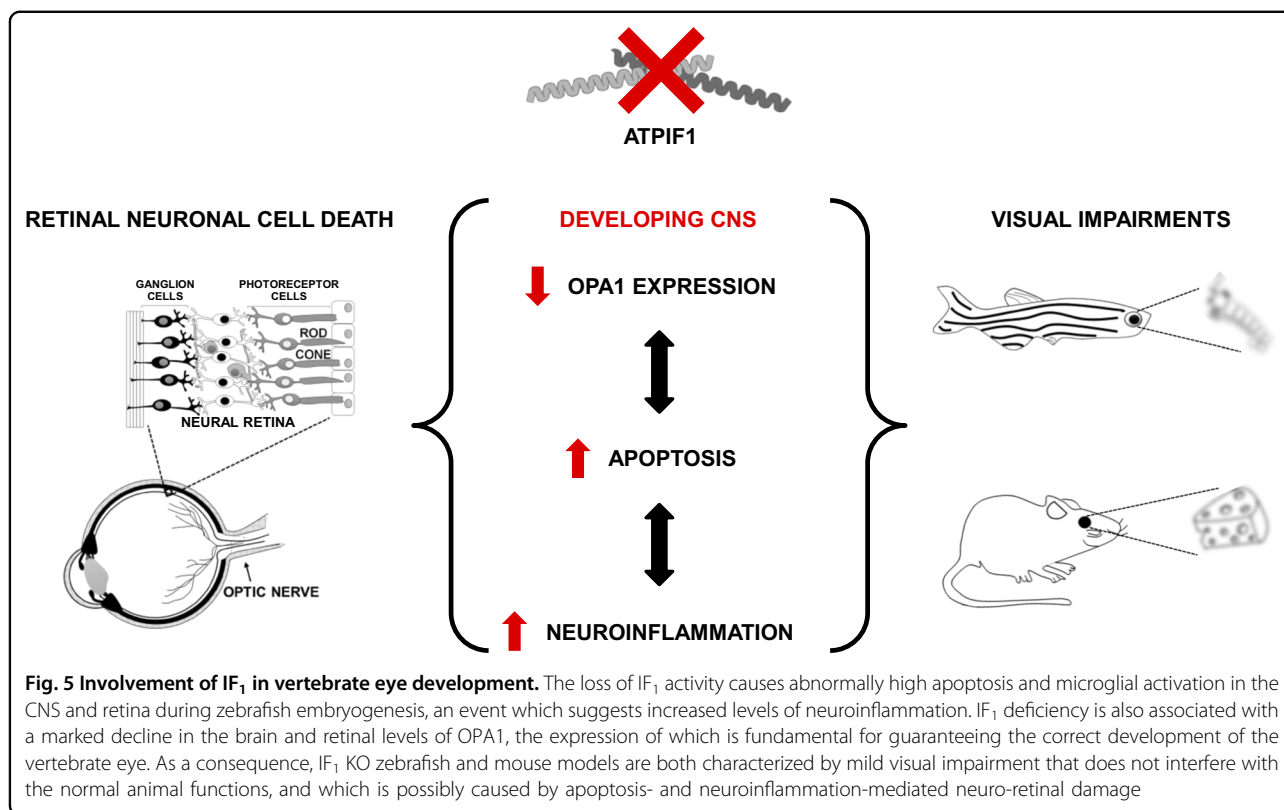 ATPIF1
RETINAL NEURONAL CELL DEATH
GANGLION
CELLS
PHOTORECEPTOR
CELLS
ROD
CONE
NEURAL RETINA
OPTIC NERVE
DEVELOPING CNS
OPA1 EXPRESSION
APOPTOSIS
NEUROINFLAMMATION
VISUAL IMPAIRMENTS
Fig. 5 Involvement of IF₁ in vertebrate eye development. The loss of IF₁ activity causes abnormally high apoptosis and microglial activation in the
CNS and retina during zebrafish embryogenesis, an event which suggests increased levels of neuroinflammation. IF₁ deficiency is also associated with
a marked decline in the brain and retinal levels of OPA1, the expression of which is fundamental for guaranteeing the correct development of the
vertebrate eye. As a consequence, IF₁ KO zebrafish and mouse models are both characterized by mild visual impairment that does not interfere with
the normal animal functions, and which is possibly caused by apoptosis- and neuroinflammation-mediated neuro-retinal damage